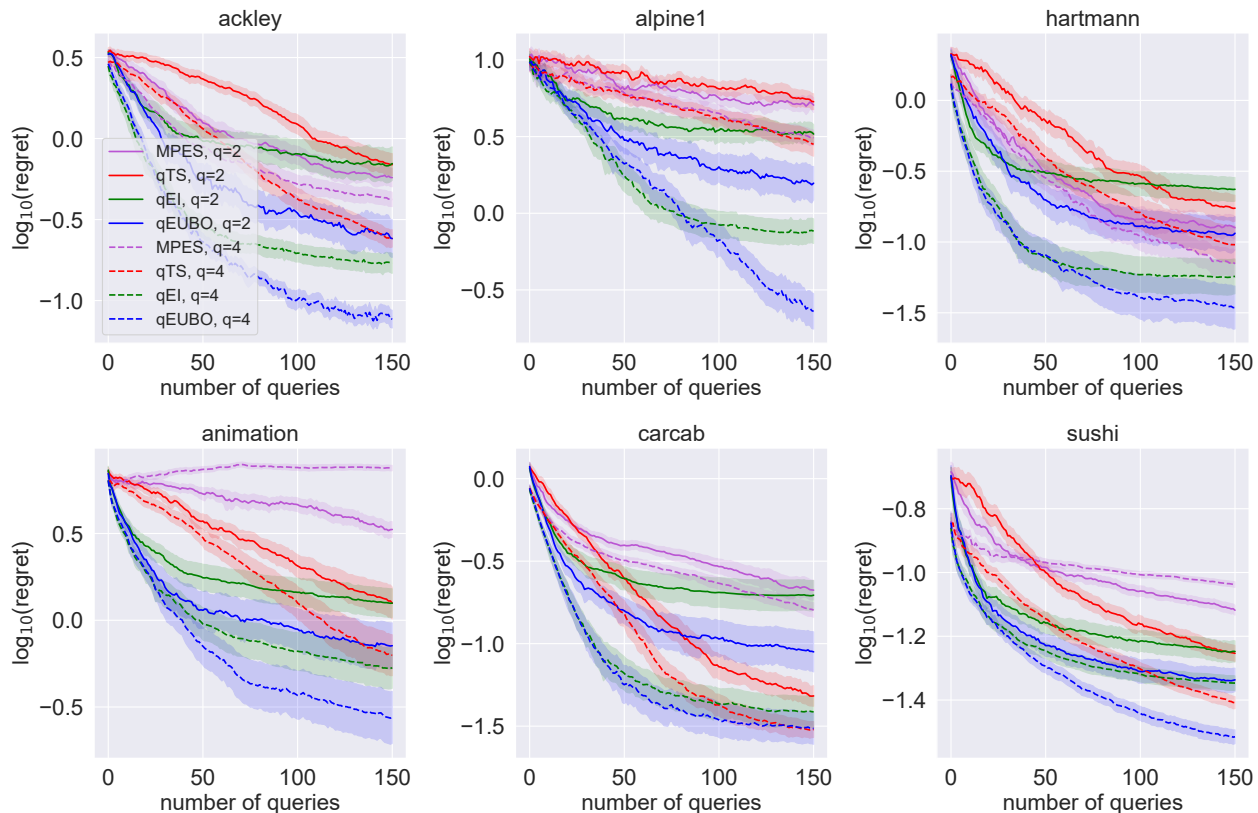 ackley
log₁₀(regret)
0.5
0.0
−0.5
−1.0
MPES, q=2
qTS, q=2
qEI, q=2
qEUBO, q=2
MPES, q=4
qTS, q=4
qEI, q=4
qEUBO, q=4
0 50 100 150
number of queries
alpine1
log₁₀(regret)
1.0
0.5
0.0
−0.5
0 50 100 150
number of queries
hartmann
log₁₀(regret)
0.0
−0.5
−1.0
−1.5
0 50 100 150
number of queries
animation
log₁₀(regret)
0.5
0.0
−0.5
0 50 100 150
number of queries
carcab
log₁₀(regret)
0.0
−0.5
−1.0
−1.5
0 50 100 150
number of queries
sushi
log₁₀(regret)
−0.8
−1.0
−1.2
−1.4
0 50 100 150
number of queries